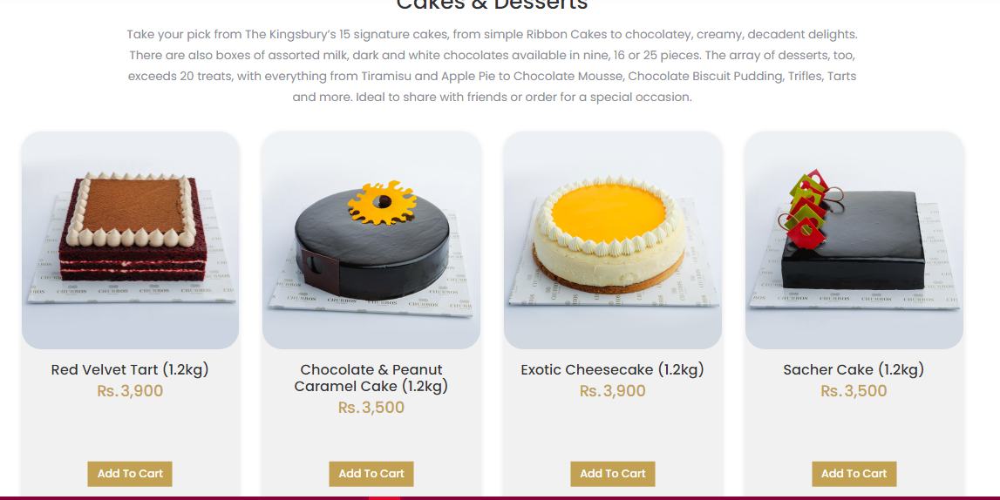 Cakes & Desserts
Take your pick from The Kingsbury's 15 signature cakes, from simple Ribbon Cakes to chocolatey, creamy, decadent delights.
There are also boxes of assorted milk, dark and white chocolates available in nine, 16 or 25 pieces. The array of desserts, too,
exceeds 20 treats, with everything from Tiramisu and Apple Pie to Chocolate Mousse, Chocolate Biscuit Pudding, Trifles, Tarts
and more. Ideal to share with friends or order for a special occasion.
Red Velvet Tart (1.2kg)
Rs.3,900
Add To Cart
Chocolate & Peanut
Caramel Cake (1.2kg)
Rs.3,500
Add To Cart
Exotic Cheesecake (1.2kg)
Rs.3,900
Add To Cart
Sacher Cake (1.2kg)
Rs.3,500
Add To Cart